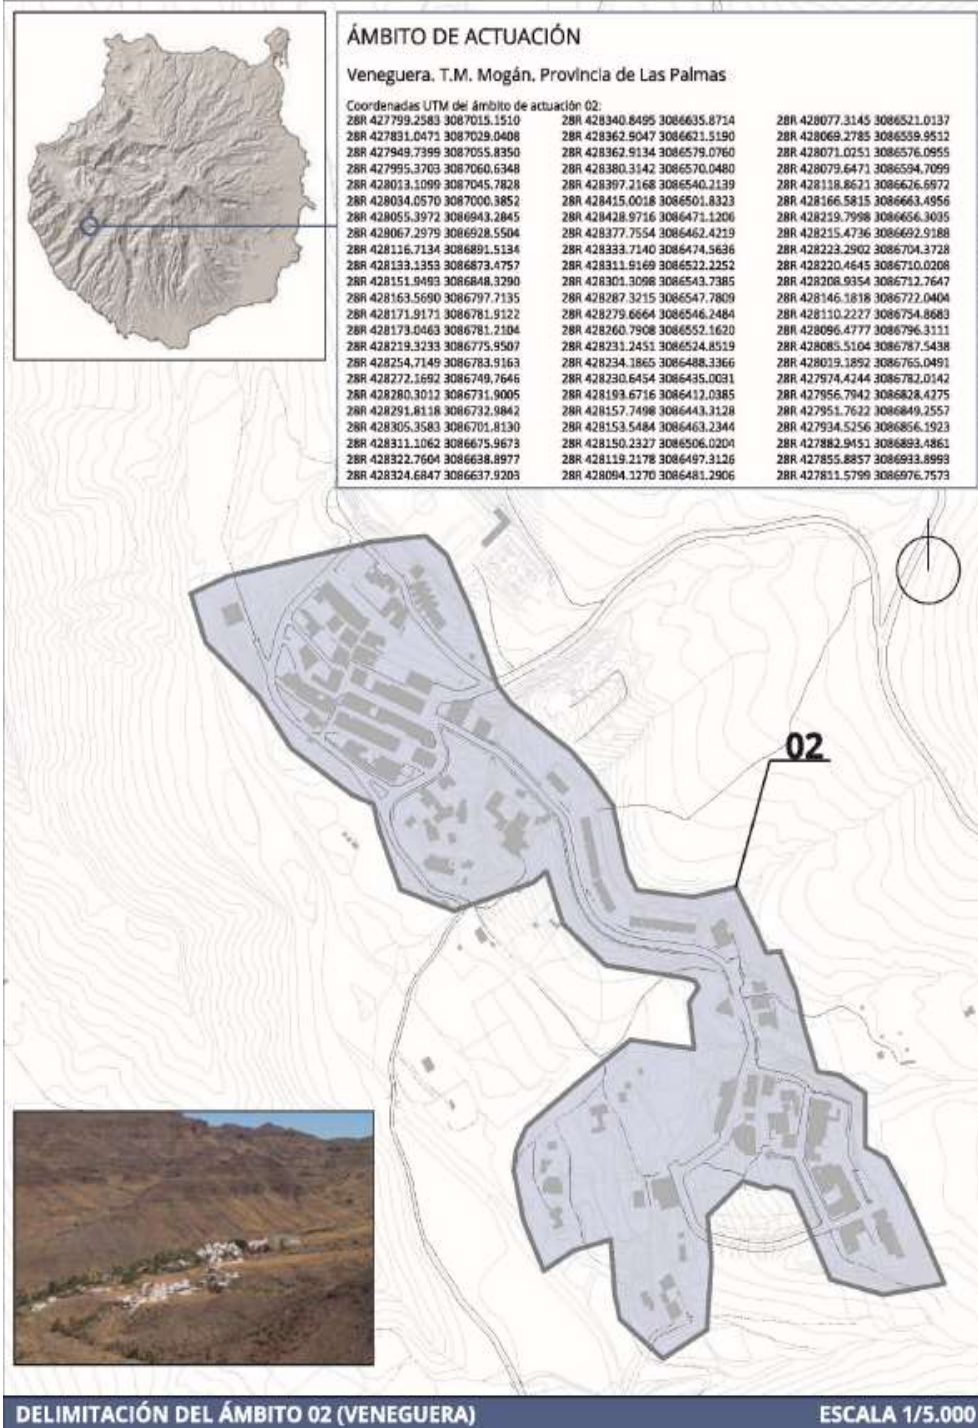 ÁMBITO DE ACTUACIÓN
Veneguera. T.M. Mogán. Provincia de Las Palmas
Coordenadas UTM del ámbito de actuación 02:
28R 427799.2583 3087015.1510
28R 427831.0471 3087029.0408
28R 427949.7399 3087055.8350
28R 427995.3703 3087060.6348
28R 428013.1099 3087045.7828
28R 428034.0570 3087000.3852
28R 428055.3972 3086943.2845
28R 428067.2979 3086928.5504
28R 428116.7134 3086891.5134
28R 428133.1353 3086873.4757
28R 428151.9493 3086848.3290
28R 428163.5690 3086797.7135
28R 428171.9171 3086781.9122
28R 428173.0463 3086781.2104
28R 428219.3233 3086775.9507
28R 428254.7149 3086783.9163
28R 428272.1692 3086749.7646
28R 428280.3012 3086731.9005
28R 428291.8118 3086732.9842
28R 428305.3583 3086701.8130
28R 428311.1062 3086675.9673
28R 428322.7604 3086638.8977
28R 428324.6847 3086637.9203
28R 428340.8495 3086635.8714
28R 428362.9047 3086621.5190
28R 428362.9134 3086579.0760
28R 428380.3142 3086570.0480
28R 428397.2168 3086540.2139
28R 428415.0018 3086501.8323
28R 428428.9716 3086471.1206
28R 428377.7554 3086462.4219
28R 428333.7140 3086474.5636
28R 428311.9169 3086522.2252
28R 428301.3098 3086543.7385
28R 428287.3215 3086547.7809
28R 428279.6664 3086546.2484
28R 428260.7908 3086552.1620
28R 428231.2451 3086524.8519
28R 428234.1865 3086488.3366
28R 428230.6454 3086435.0031
28R 428193.6716 3086412.0385
28R 428157.7498 3086443.3128
28R 428153.5484 3086463.2344
28R 428150.2327 3086506.0204
28R 428119.2178 3086497.3126
28R 428094.1270 3086481.2906
28R 428077.3145 3086521.0137
28R 428069.2785 3086559.9512
28R 428071.0251 3086576.0955
28R 428079.6471 3086594.7099
28R 428118.8621 3086626.6972
28R 428166.5815 3086663.4956
28R 428219.7998 3086656.3035
28R 428215.4736 3086692.9188
28R 428223.2902 3086704.3728
28R 428220.4645 3086710.0208
28R 428208.9354 3086712.7647
28R 428146.1818 3086722.0404
28R 428110.2227 3086754.8683
28R 428096.4777 3086796.3111
28R 428085.5104 3086787.5438
28R 428019.1892 3086765.0491
28R 427974.4244 3086782.0142
28R 427956.7942 3086828.4275
28R 427951.7622 3086849.2557
28R 427934.5256 3086856.1923
28R 427882.9451 3086893.4861
28R 427855.8857 3086933.8993
28R 427811.5799 3086976.7573
02
DELIMITACIÓN DEL ÁMBITO 02 (VENEGUERA)
ESCALA 1/5.000